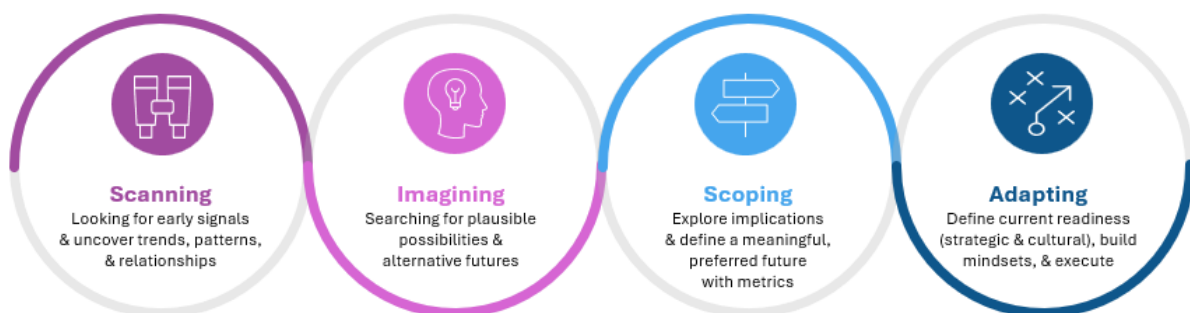 Scanning
Looking for early signals
& uncover trends, patterns,
& relationships
Imagining
Searching for plausible
possibilities &
alternative futures
Scoping
Explore implications
& define a meaningful,
preferred future
with metrics
Adapting
Define current readiness
(strategic & cultural), build
mindsets, & execute